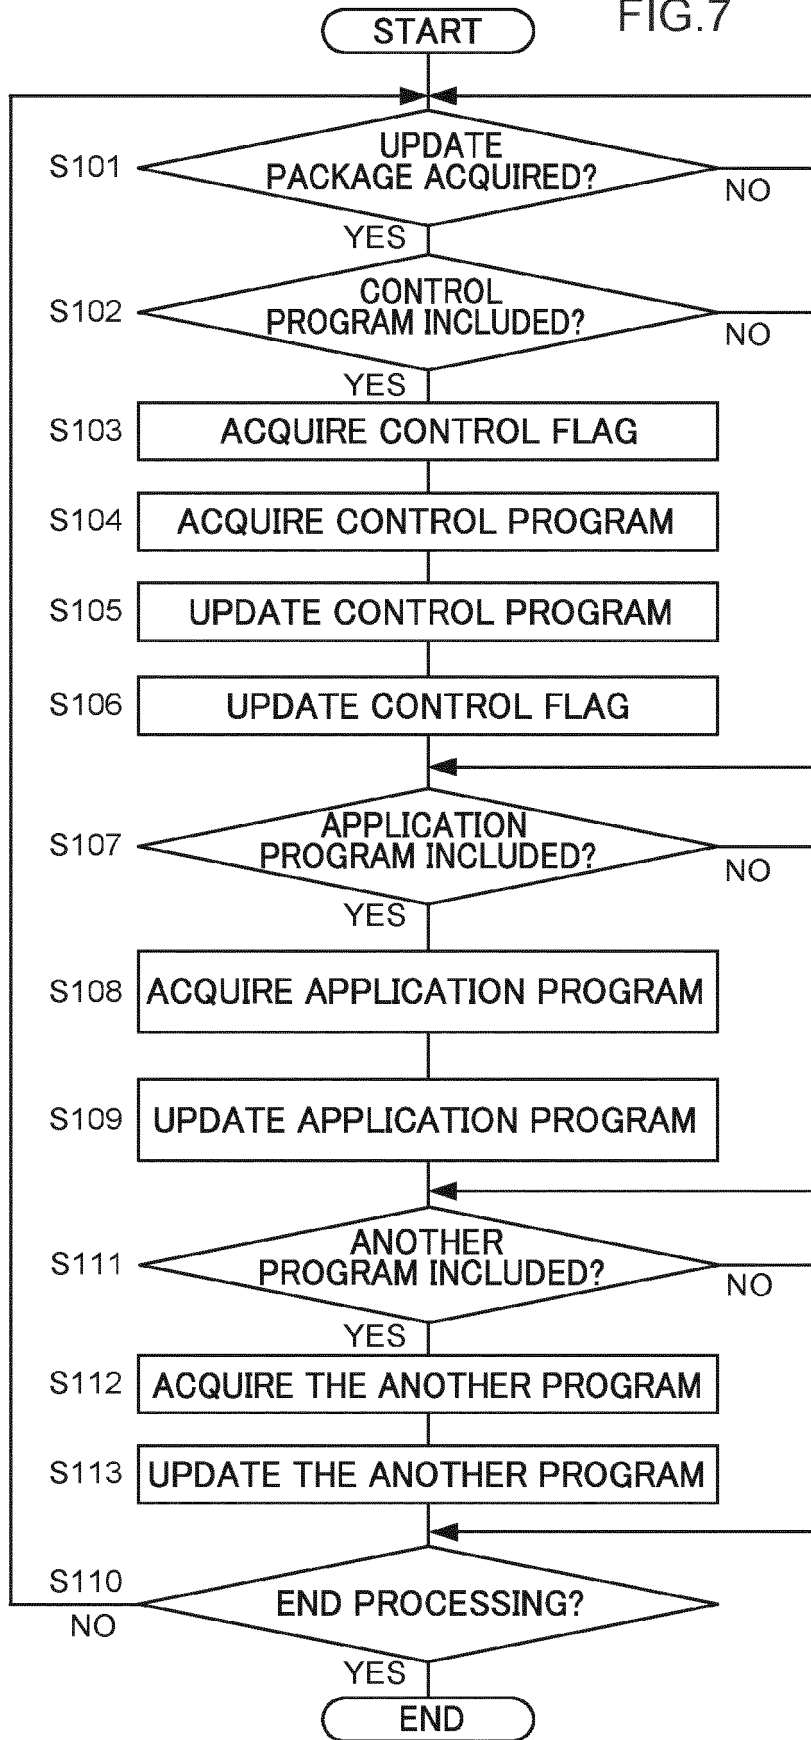 FIG.7
START
S101
UPDATE
PACKAGE ACQUIRED?
NO
YES
S102
CONTROL
PROGRAM INCLUDED?
NO
YES
S103
ACQUIRE CONTROL FLAG
S104
ACQUIRE CONTROL PROGRAM
S105
UPDATE CONTROL PROGRAM
S106
UPDATE CONTROL FLAG
S107
APPLICATION
PROGRAM INCLUDED?
NO
YES
S108
ACQUIRE APPLICATION PROGRAM
S109
UPDATE APPLICATION PROGRAM
S111
ANOTHER
PROGRAM INCLUDED?
NO
YES
S112
ACQUIRE THE ANOTHER PROGRAM
S113
UPDATE THE ANOTHER PROGRAM
S110
END PROCESSING?
NO
YES
END